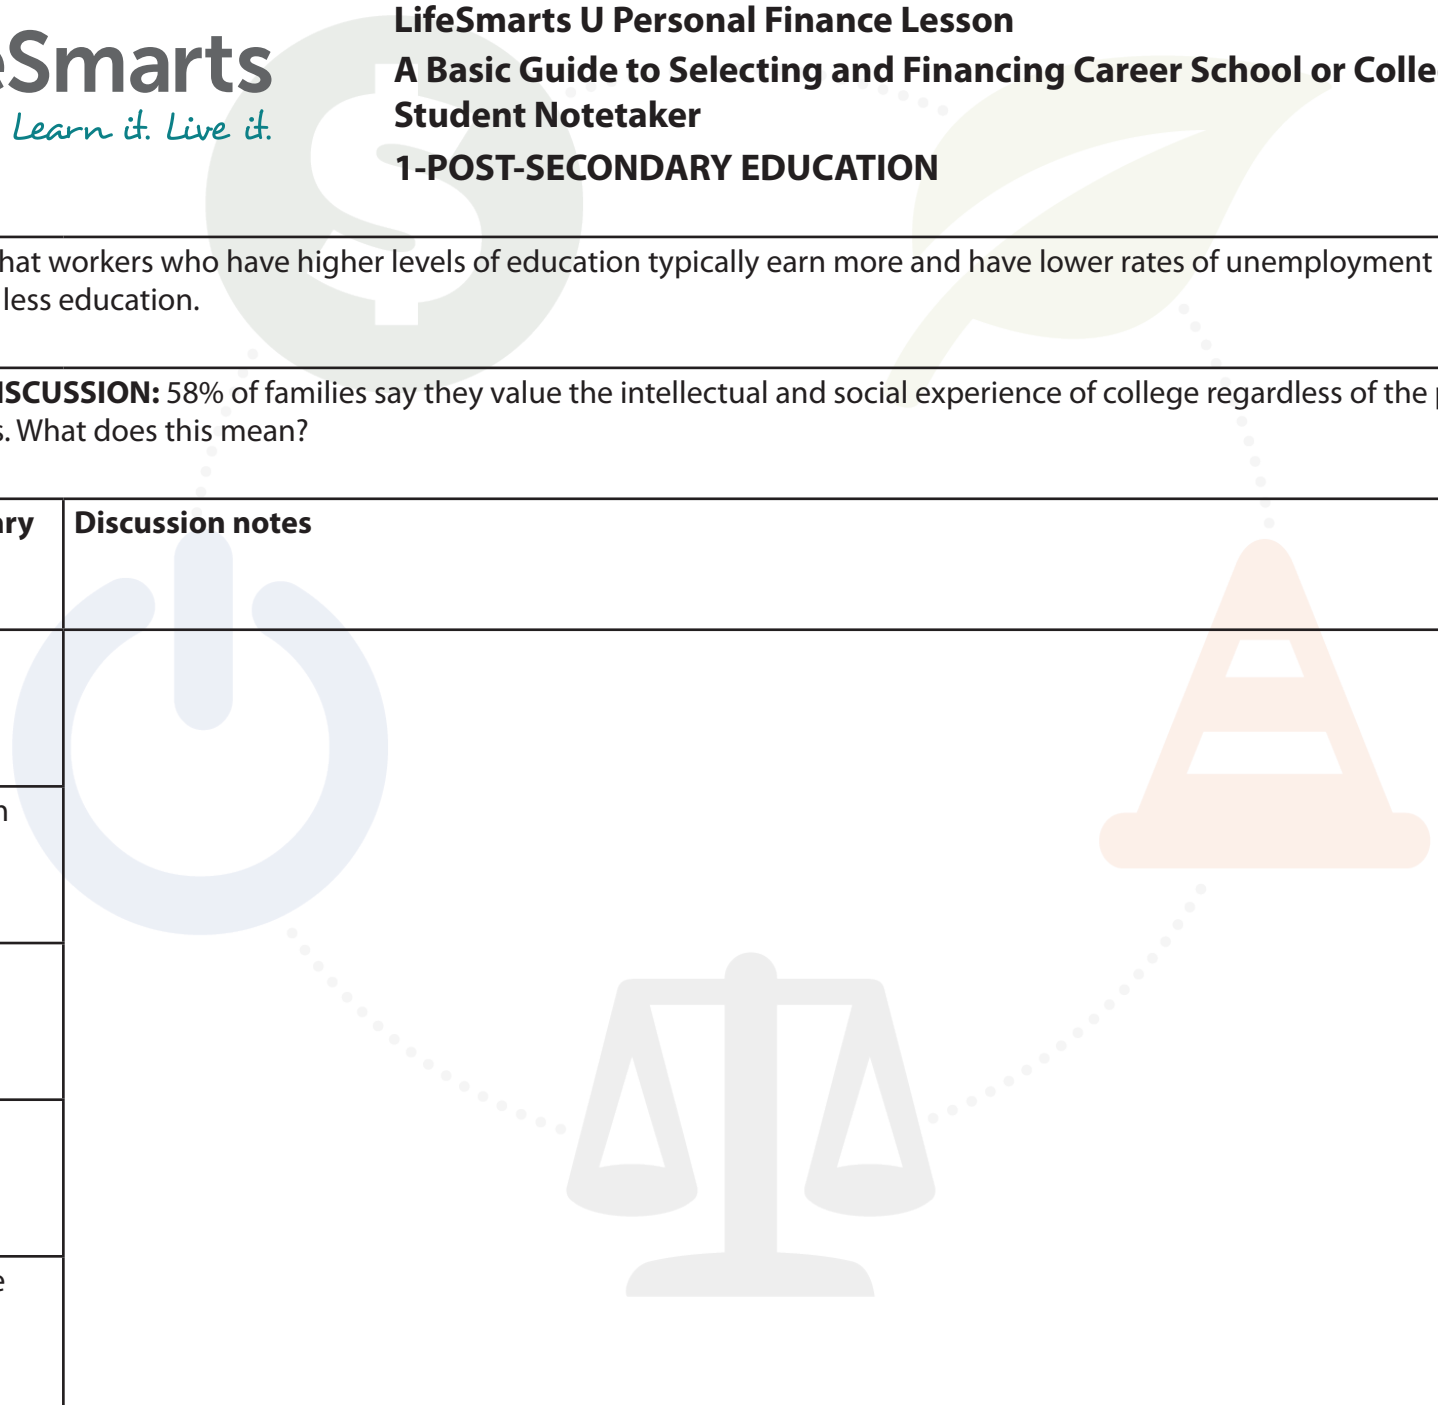 eSmarts
Learn it. Live it.
LifeSmarts U Personal Finance Lesson
A Basic Guide to Selecting and Financing Career School or Colle
Student Notetaker
1-POST-SECONDARY EDUCATION
hat workers who have higher levels of education typically earn more and have lower rates of unemployment
less education.
ISCUSSION: 58% of families say they value the intellectual and social experience of college regardless of the p
s. What does this mean?
ary
Discussion notes
n
e